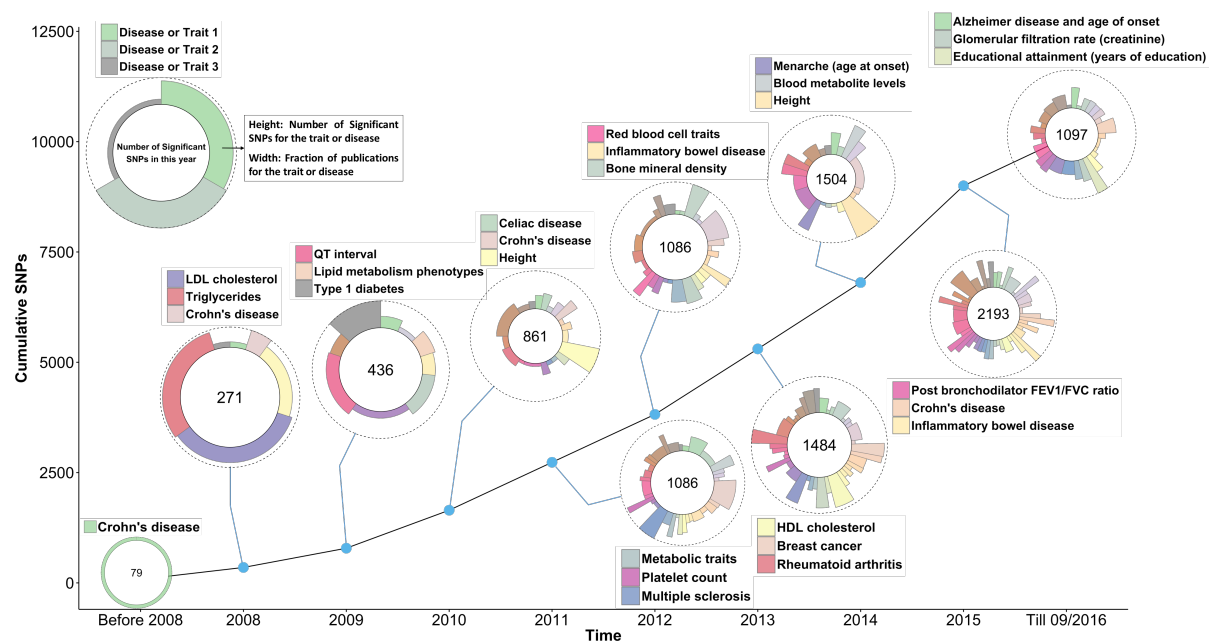 12500
10000
7500
5000
2500
0
Cumulative SNPs
Disease or Trait 1
Disease or Trait 2
Disease or Trait 3
Number of Significant
SNPs in this year
Height: Number of Significant
SNPs for the trait or disease
Width: Fraction of publications
for the trait or disease
Crohn's disease
79
LDL cholesterol
Triglycerides
Crohn's disease
271
QT interval
Lipid metabolism phenotypes
Type 1 diabetes
436
Celiac disease
Crohn's disease
Height
861
Red blood cell traits
Inflammatory bowel disease
Bone mineral density
1086
1086
Metabolic traits
Platelet count
Multiple sclerosis
Menarche (age at onset)
Blood metabolite levels
Height
1504
1484
HDL cholesterol
Breast cancer
Rheumatoid arthritis
Alzheimer disease and age of onset
Glomerular filtration rate (creatinine)
Educational attainment (years of education)
1097
2193
Post bronchodilator FEV1/FVC ratio
Crohn's disease
Inflammatory bowel disease
Before 2008
2008
2009
2010
2011
2012
2013
2014
2015
Till 09/2016
Time